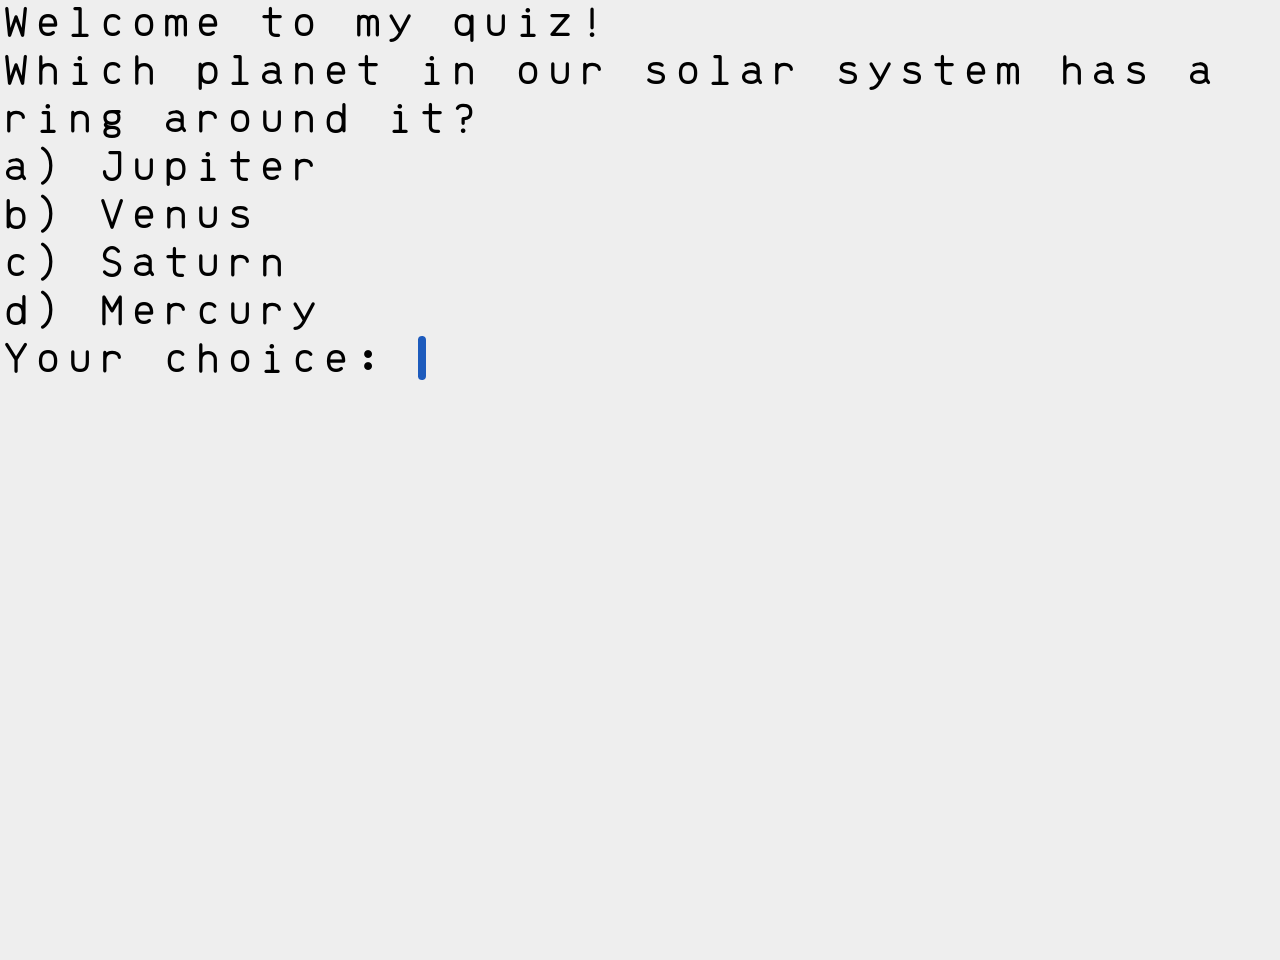 Welcome to my quiz!
Which planet in our solar system has a
ring around it?
a) Jupiter
b) Venus
c) Saturn
d) Mercury
Your choice: